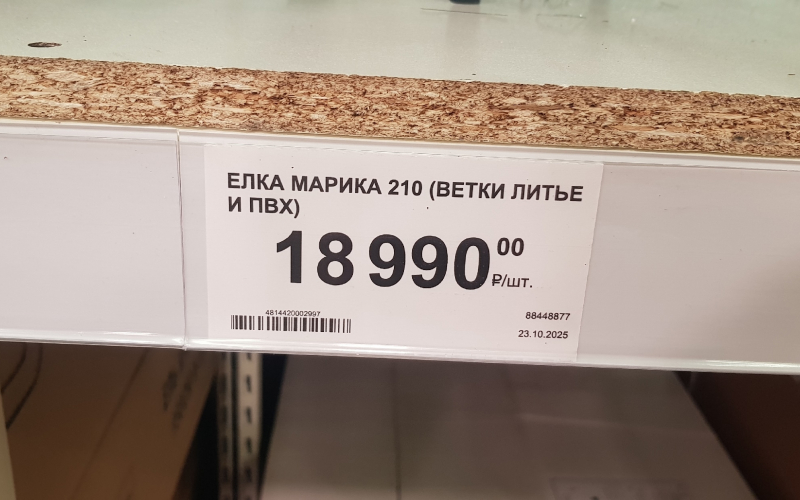 ЕЛКА МАРИКА 210 (ВЕТКИ ЛИТЬЕ
И ПВХ)
18 990 00
₽/шт.
4814420002997
88448877
23.10.2025